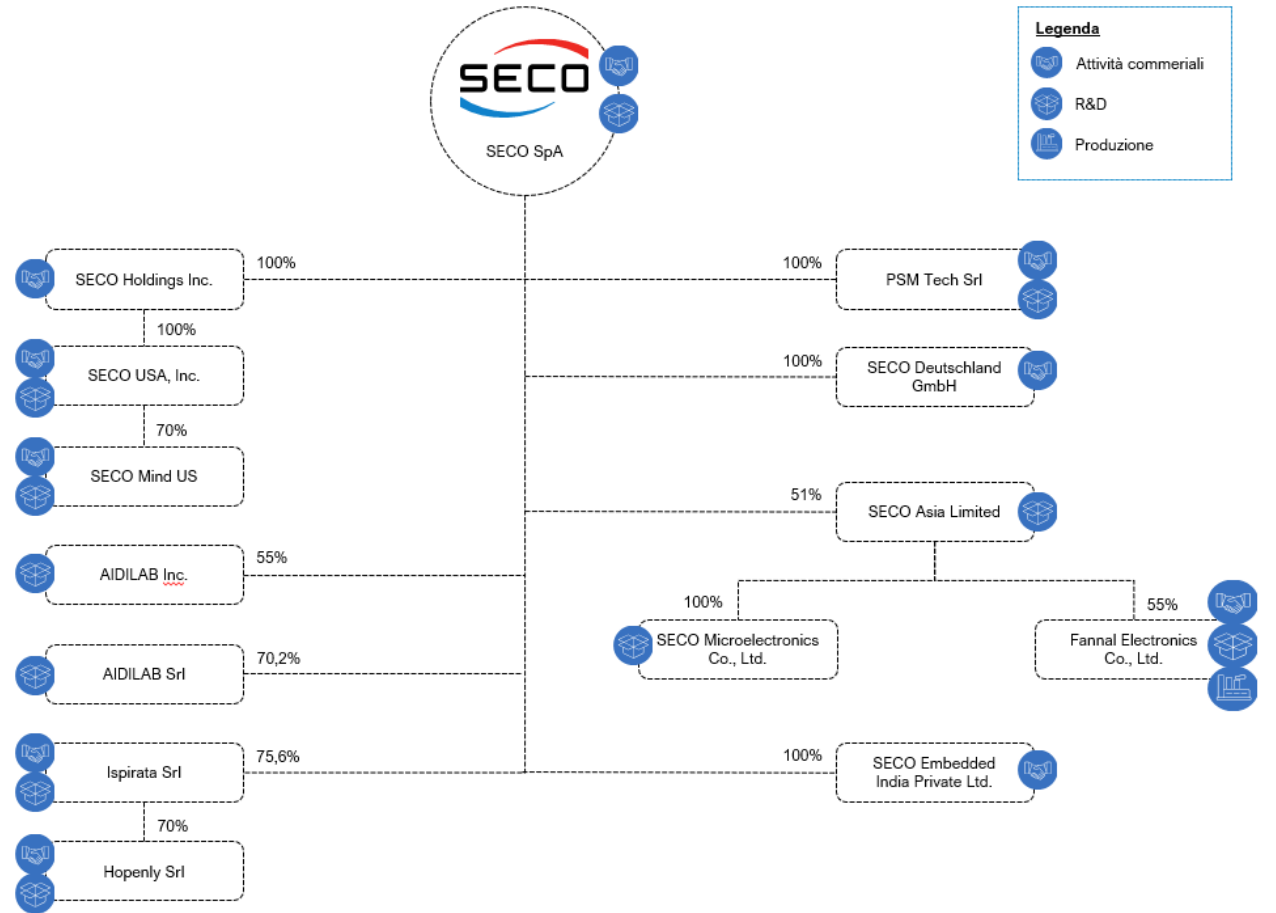 SECO
SECO SpA
Legenda
Attività commeriali
R&D
Produzione
SECO Holdings Inc.
100%
100%
PSM Tech Srl
100%
SECO USA, Inc.
100%
SECO Deutschland
GmbH
70%
SECO Mind US
51%
SECO Asia Limited
AIDILAB Inc.
55%
100%
SECO Microelectronics
Co., Ltd.
55%
Fannal Electronics
Co., Ltd.
AIDILAB Srl
70,2%
Ispirata Srl
75,6%
100%
SECO Embedded
India Private Ltd.
70%
Hopenly Srl